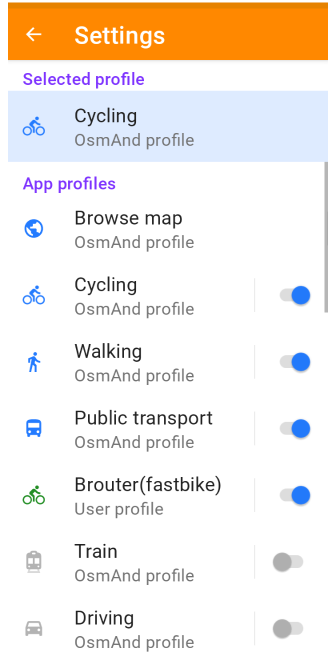 Settings
Selected profile
Cycling
OsmAnd profile
App profiles
Browse map
OsmAnd profile
Cycling
OsmAnd profile
Walking
OsmAnd profile
Public transport
OsmAnd profile
Brouter(fastbike)
User profile
Train
OsmAnd profile
Driving
OsmAnd profile